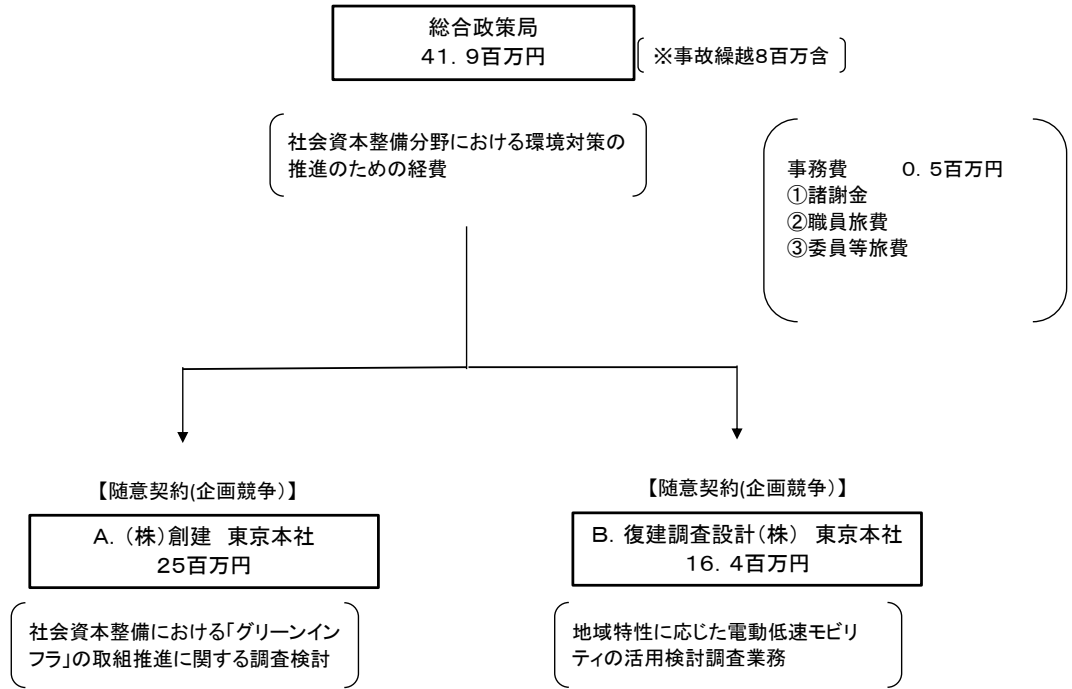 総合政策局
41．9百万円
※事故繰越8百万含
社会資本整備分野における環境対策の
推進のための経費
事務費　　　０．５百万円
①諸謝金
②職員旅費
③委員等旅費
【随意契約(企画競争)】
A．（株）創建　東京本社
25百万円
社会資本整備における「グリーンイン
フラ」の取組推進に関する調査検討
【随意契約(企画競争)】
B．復建調査設計（株）　東京本社
16．4百万円
地域特性に応じた電動低速モビリ
ティの活用検討調査業務